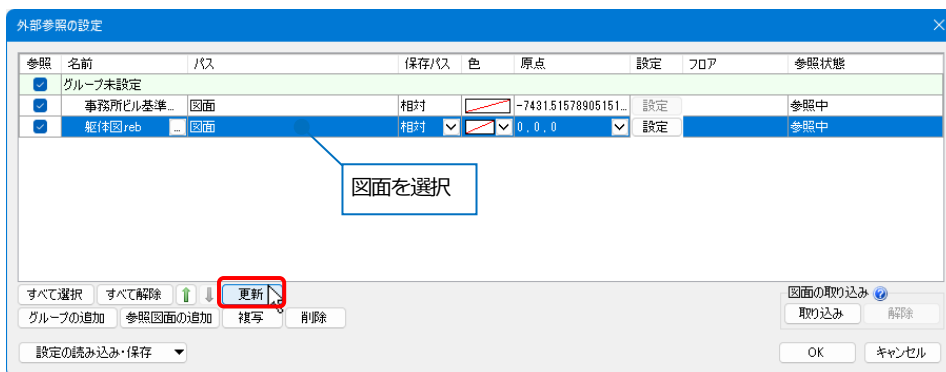 外部参照の設定
参照 名前 パス 保存パス 色 原点 設定 フロア 参照状態
グループ未設定
事務所ビル基準... 図面 相対 -7431.51578905151... 設定 参照中
躯体図reb ... 図面 相対 0,0,0 設定 参照中
図面を選択
すべて選択 すべて解除 更新 図面の取り込み
グループの追加 参照図面の追加 複写 削除 取り込み 解除
設定の読み込み・保存 OK キャンセル